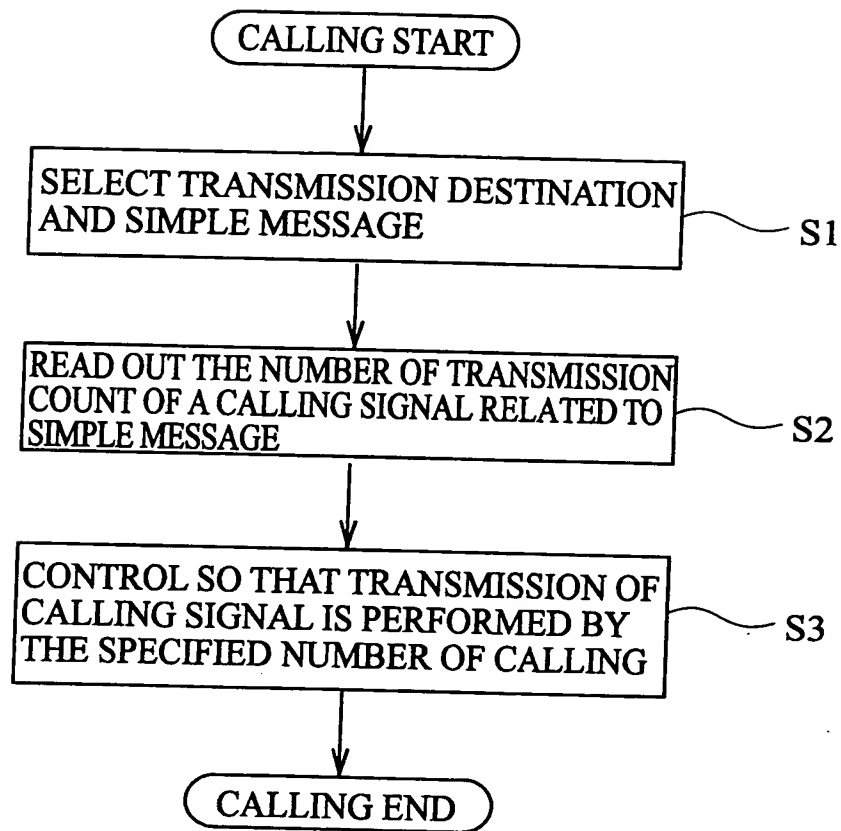 CALLING START
SELECT TRANSMISSION DESTINATION
AND SIMPLE MESSAGE
S1
READ OUT THE NUMBER OF TRANSMISSION
COUNT OF A CALLING SIGNAL RELATED TO
SIMPLE MESSAGE
S2
CONTROL SO THAT TRANSMISSION OF
CALLING SIGNAL IS PERFORMED BY
THE SPECIFIED NUMBER OF CALLING
S3
CALLING END